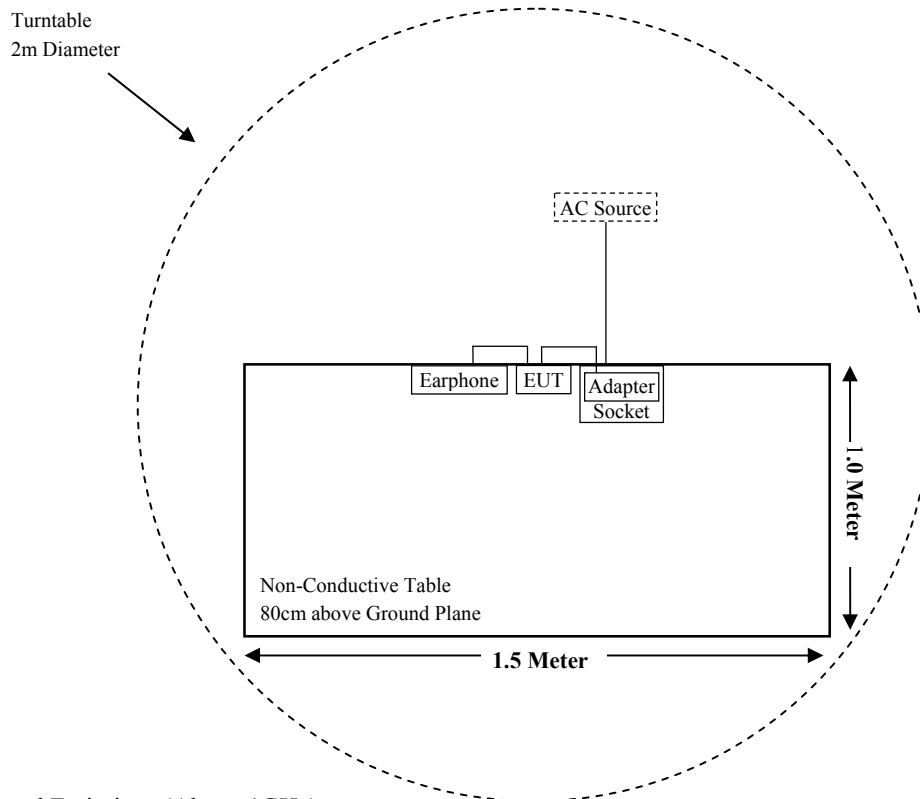 Turntable
2m Diameter
AC Source
Earphone
EUT
Adapter
Socket
1.0 Meter
Non-Conductive Table
80cm above Ground Plane
1.5 Meter